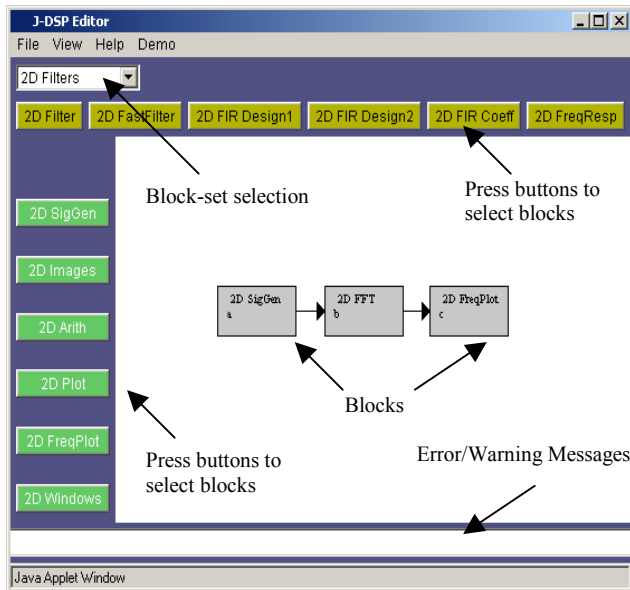 J-DSP Editor
File View Help Demo
2D Filters
2D Filter 2D FastFilter 2D FIR Design1 2D FIR Design2 2D FIR Coeff 2D FreqResp
Block-set selection
Press buttons to
select blocks
2D SigGen
2D Images
2D Arith
2D Plot
2D FreqPlot
2D Windows
2D SigGen
a
2D FFT
b
2D FreqPlot
c
Blocks
Press buttons to
select blocks
Error/Warning Messages
Java Applet Window